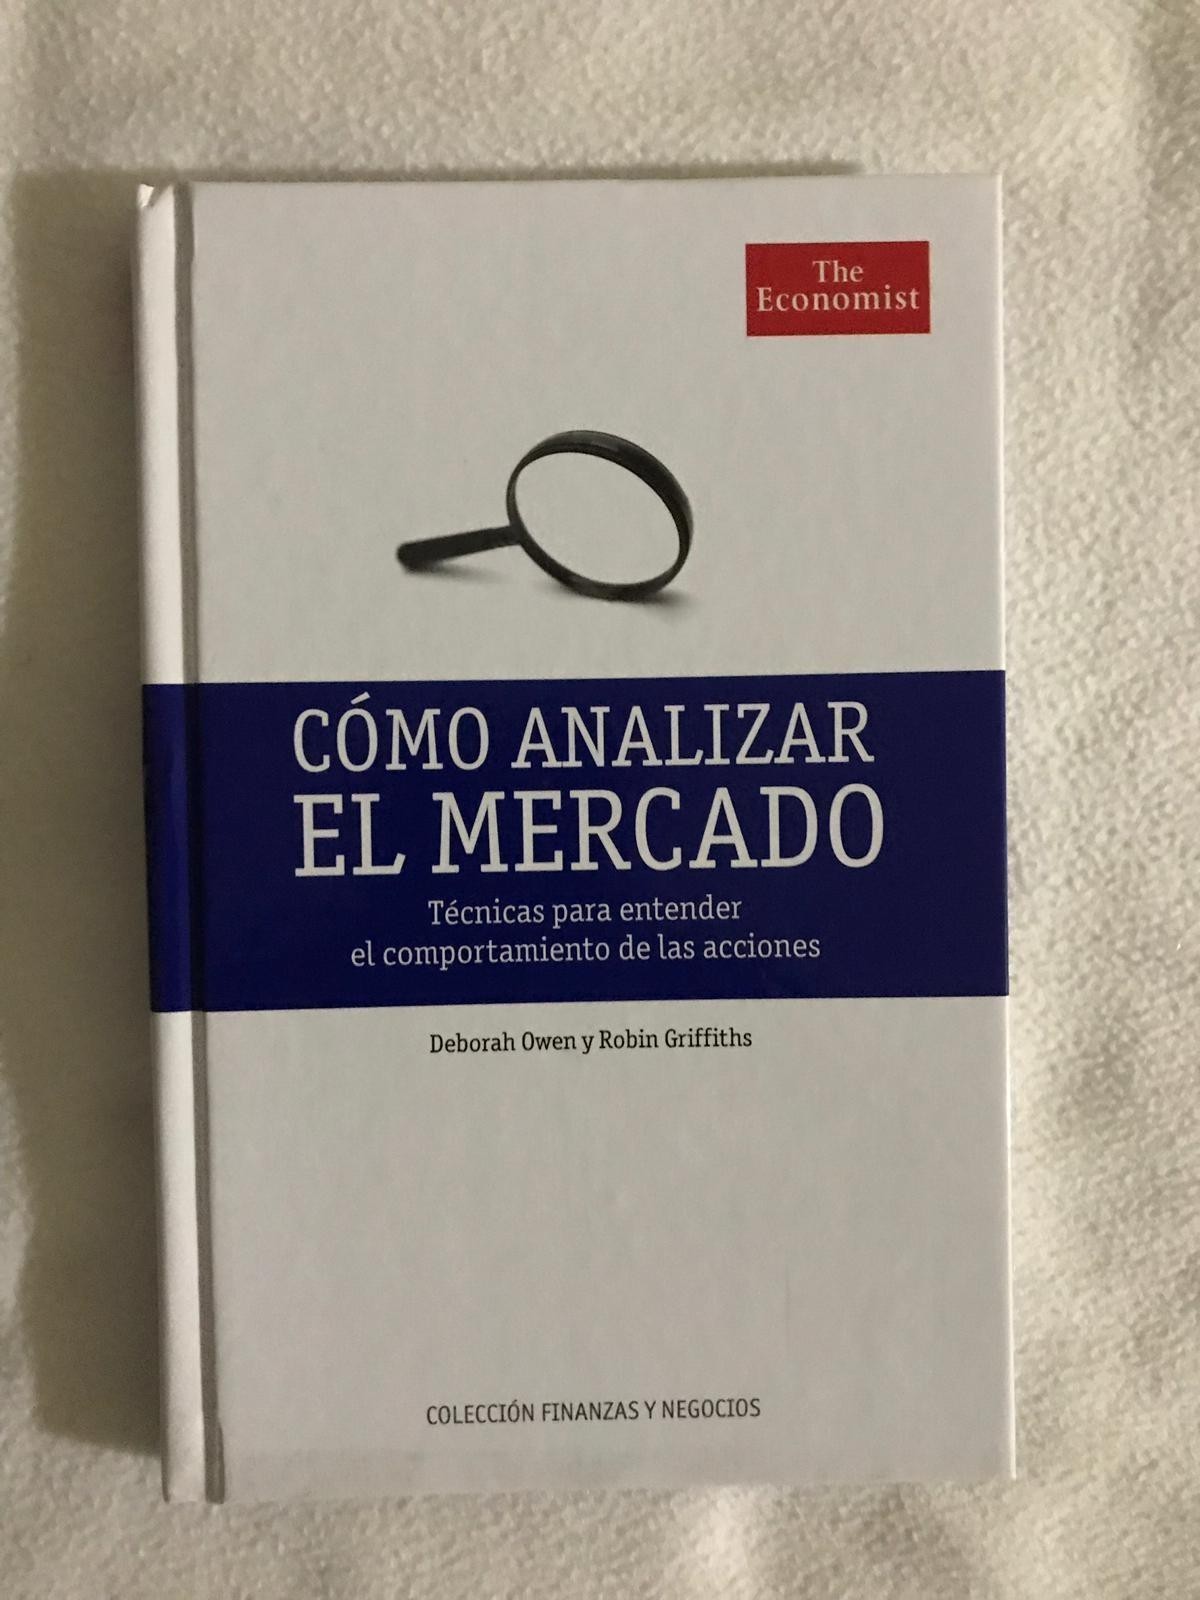 The
Economist
CÓMO ANALIZAR
EL MERCADO
Técnicas para entender
el comportamiento de las acciones
Deborah Owen y Robin Griffiths
COLECCIÓN FINANZAS Y NEGOCIOS